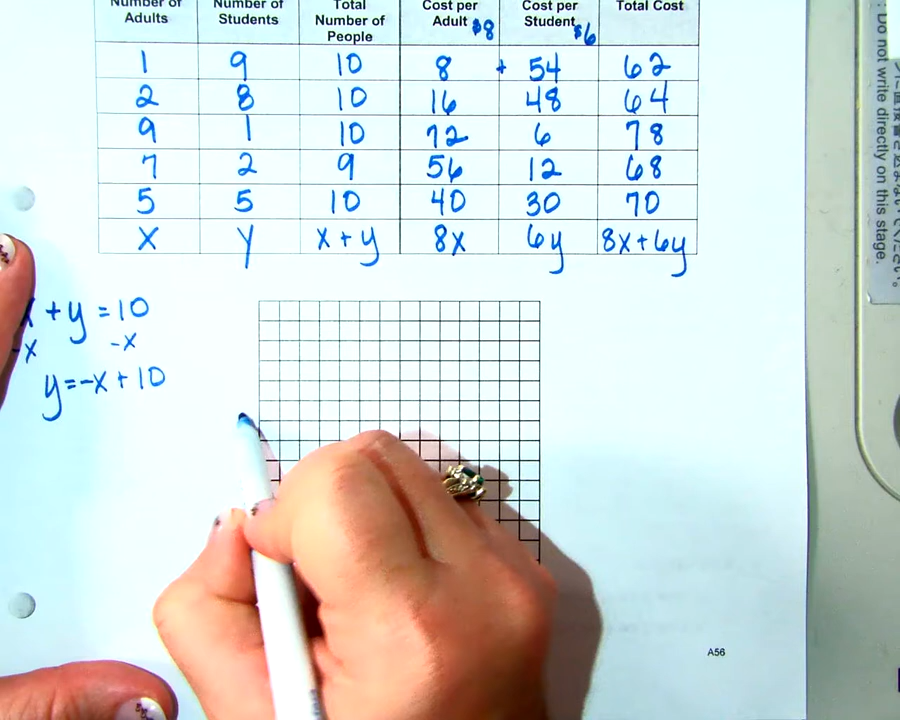 Number of Adults Number of Students Total Number of People Cost per Adult $8 Cost per Student $6 Total Cost
1 9 10 8 + 54 62
2 8 10 16 48 64
9 1 10 72 6 78
7 2 9 56 12 68
5 5 10 40 30 70
x y x + y 8x 6y 8x + 6y
x + y = 10
-x -x
y = -x + 10
A56
: Do not write directly on this stage.